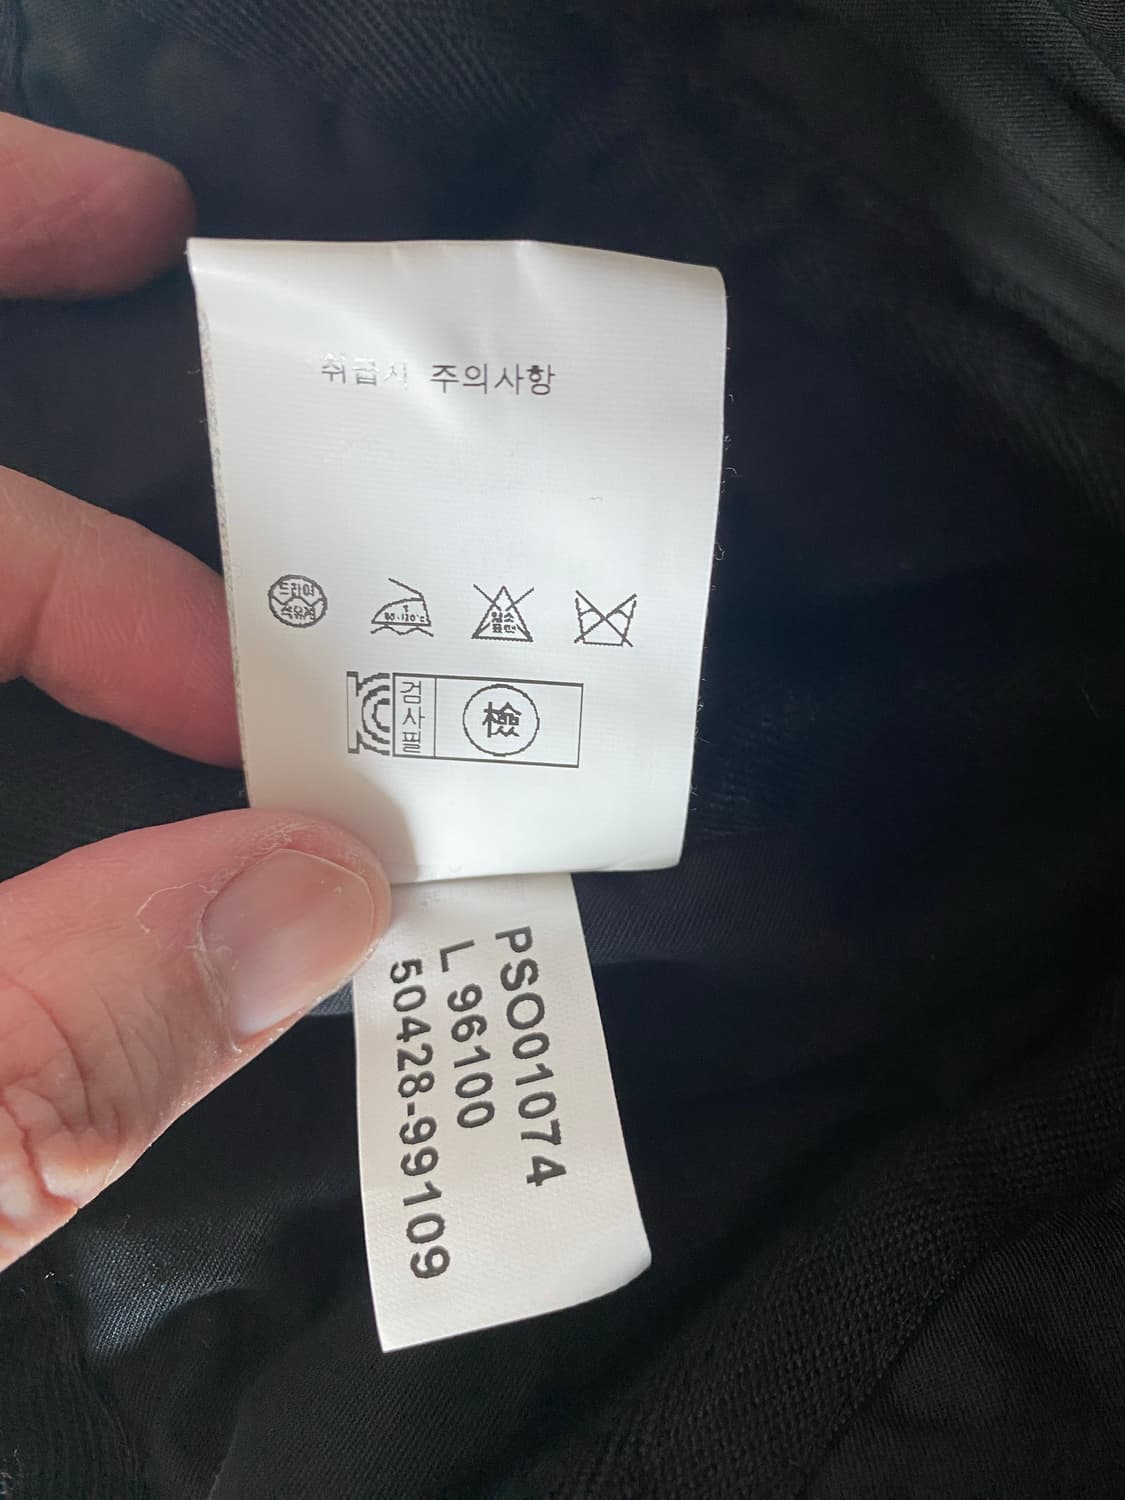 취급시 주의사항
드라이
석유계
80-120℃
염소
표백
검
사
필
檢
PSO01074
L 96100
50428-99109